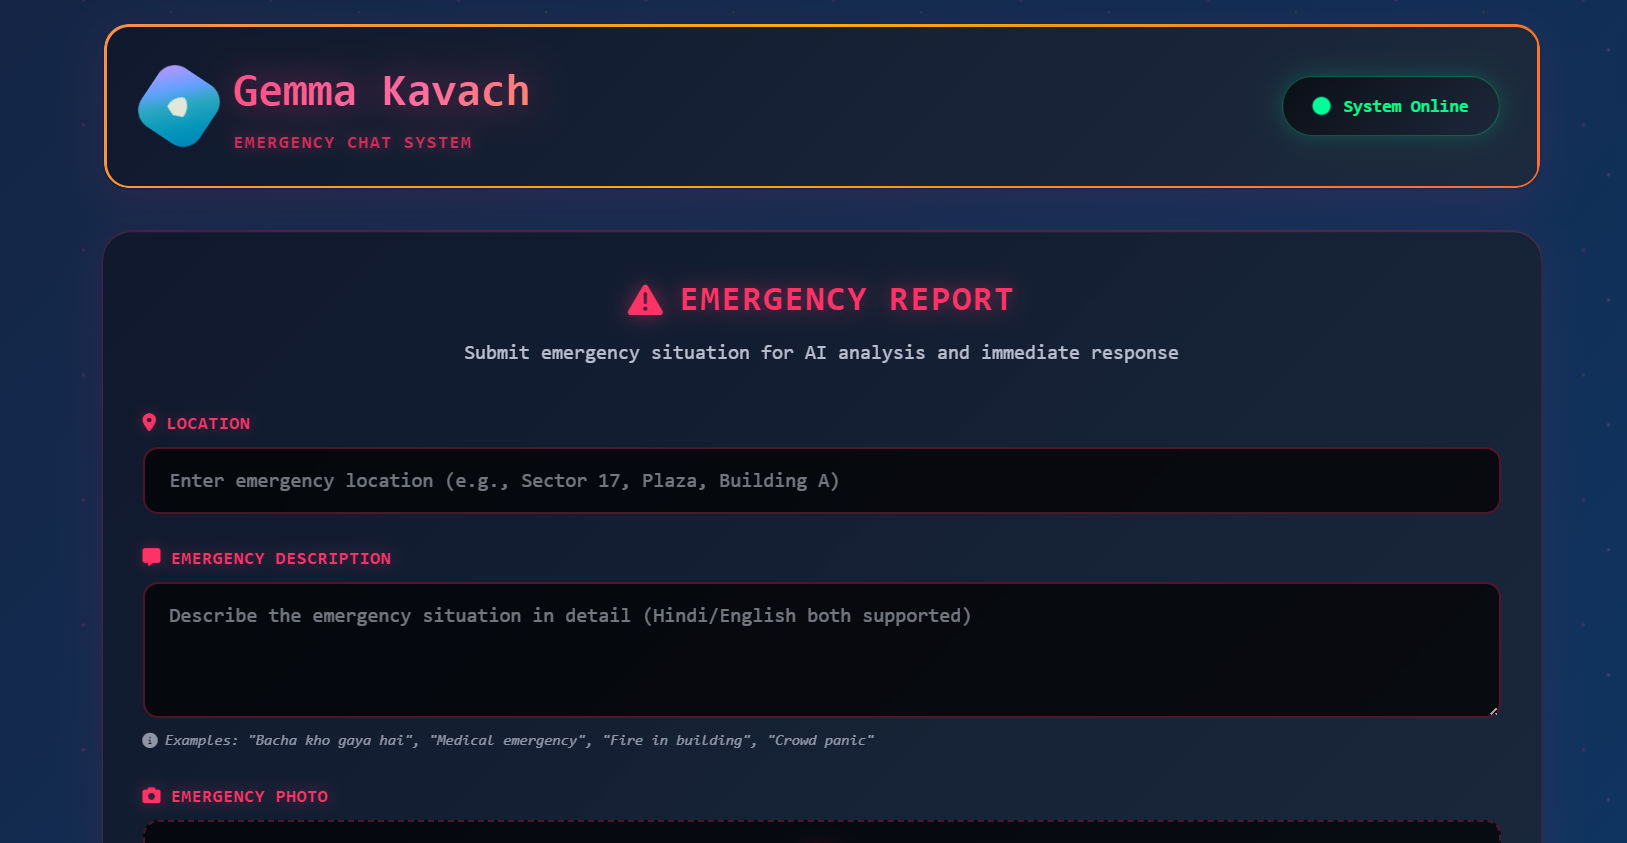 Gemma Kavach
EMERGENCY CHAT SYSTEM
System Online
EMERGENCY REPORT
Submit emergency situation for AI analysis and immediate response
LOCATION
Enter emergency location (e.g., Sector 17, Plaza, Building A)
EMERGENCY DESCRIPTION
Describe the emergency situation in detail (Hindi/English both supported)
Examples: "Bacha kho gaya hai", "Medical emergency", "Fire in building", "Crowd panic"
EMERGENCY PHOTO